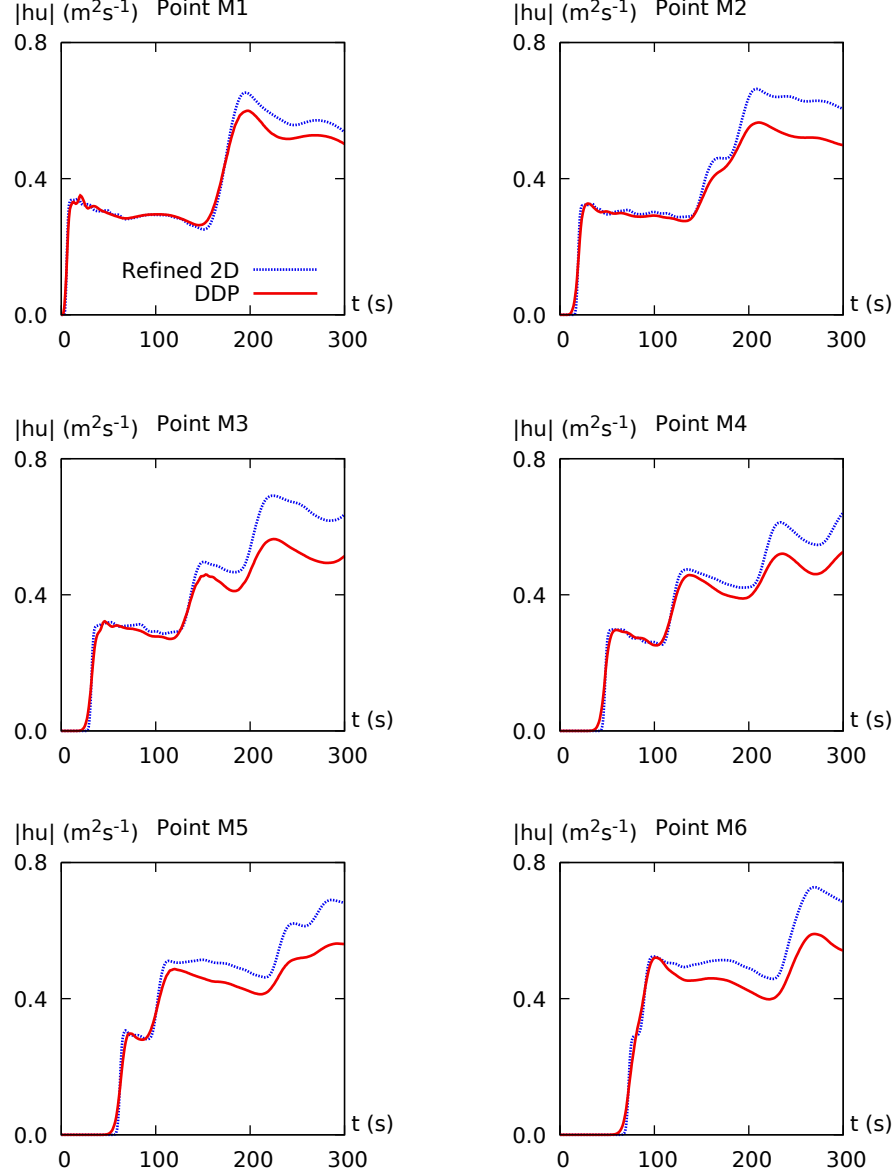 |hu| (m²s⁻¹) Point M1
0.8
0.4
Refined 2D
DDP
0.0
t (s)
0 100 200 300
|hu| (m²s⁻¹) Point M2
0.8
0.4
0.0
t (s)
0 100 200 300
|hu| (m²s⁻¹) Point M3
0.8
0.4
0.0
t (s)
0 100 200 300
|hu| (m²s⁻¹) Point M4
0.8
0.4
0.0
t (s)
0 100 200 300
|hu| (m²s⁻¹) Point M5
0.8
0.4
0.0
t (s)
0 100 200 300
|hu| (m²s⁻¹) Point M6
0.8
0.4
0.0
t (s)
0 100 200 300